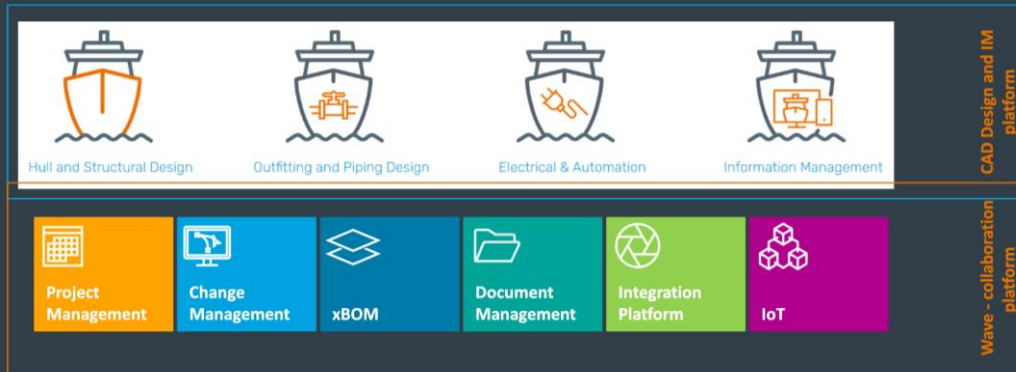 Hull and Structural Design
Outfitting and Piping Design
Electrical & Automation
Information Management
CAD Design and IM
platform
Project
Management
Change
Management
xBOM
Document
Management
Integration
Platform
IoT
Wave - collaboration
platform